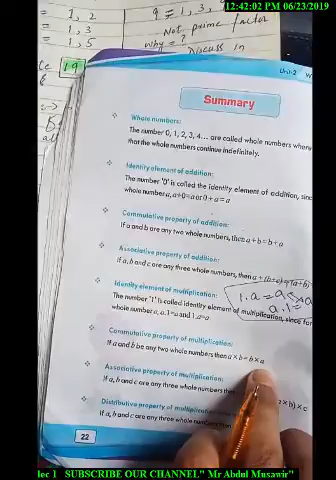 12:42:02 PM 06/23/2019
= 1, 2
= 1, 3
= 1, 5
9 = 1, 3,
Not prime factor
why = ?
Discuss in
19
Unit-2
Summary
Whole numbers:
The number 0, 1, 2, 3, 4... are called whole numbers where
that the whole numbers continue indefinitely.
Identity element of addition:
The number '0' is called the identity element of addition, sinc
whole number a, a+0=a or 0+a=a
Commutative property of addition:
If a and b are any two whole numbers, then a + b = b + a
Associative property of addition:
If a, b and c are any three whole numbers, then a + (b + c) = (a + b)
Identity element of multiplication:
The number '1' is called identity element of multiplication, since for
whole number a, a.1=a and 1.a=a
1.a = a
a.1=
Commutative property of multiplication:
If a and b be any two whole numbers then a × b = b × a
Associative property of multiplication:
If a, b and c are any three whole numbers then
× b) × c
Distributive property of multiplication
If a, b and c are any three whole numbers then
22
lec 1 SUBSCRIBE OUR CHANNEL" Mr Abdul Musawir"